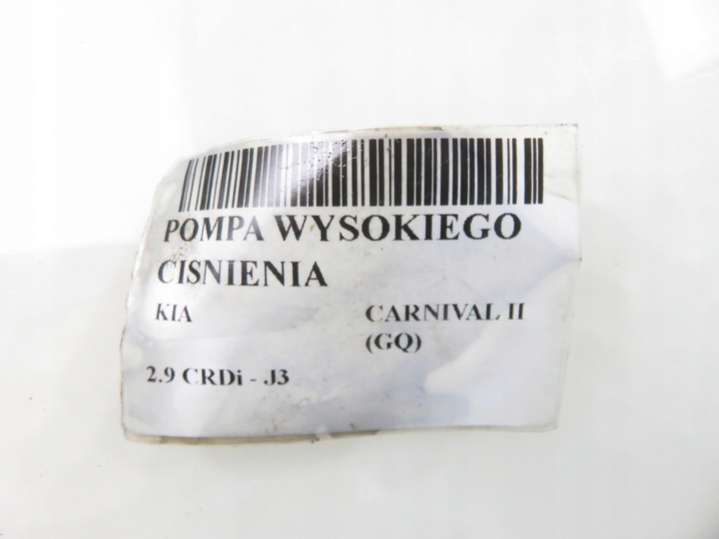 POMPA WYSOKIEGO
CISNIENIA
KIA CARNIVAL II
(GQ)
2.9 CRDi - J3